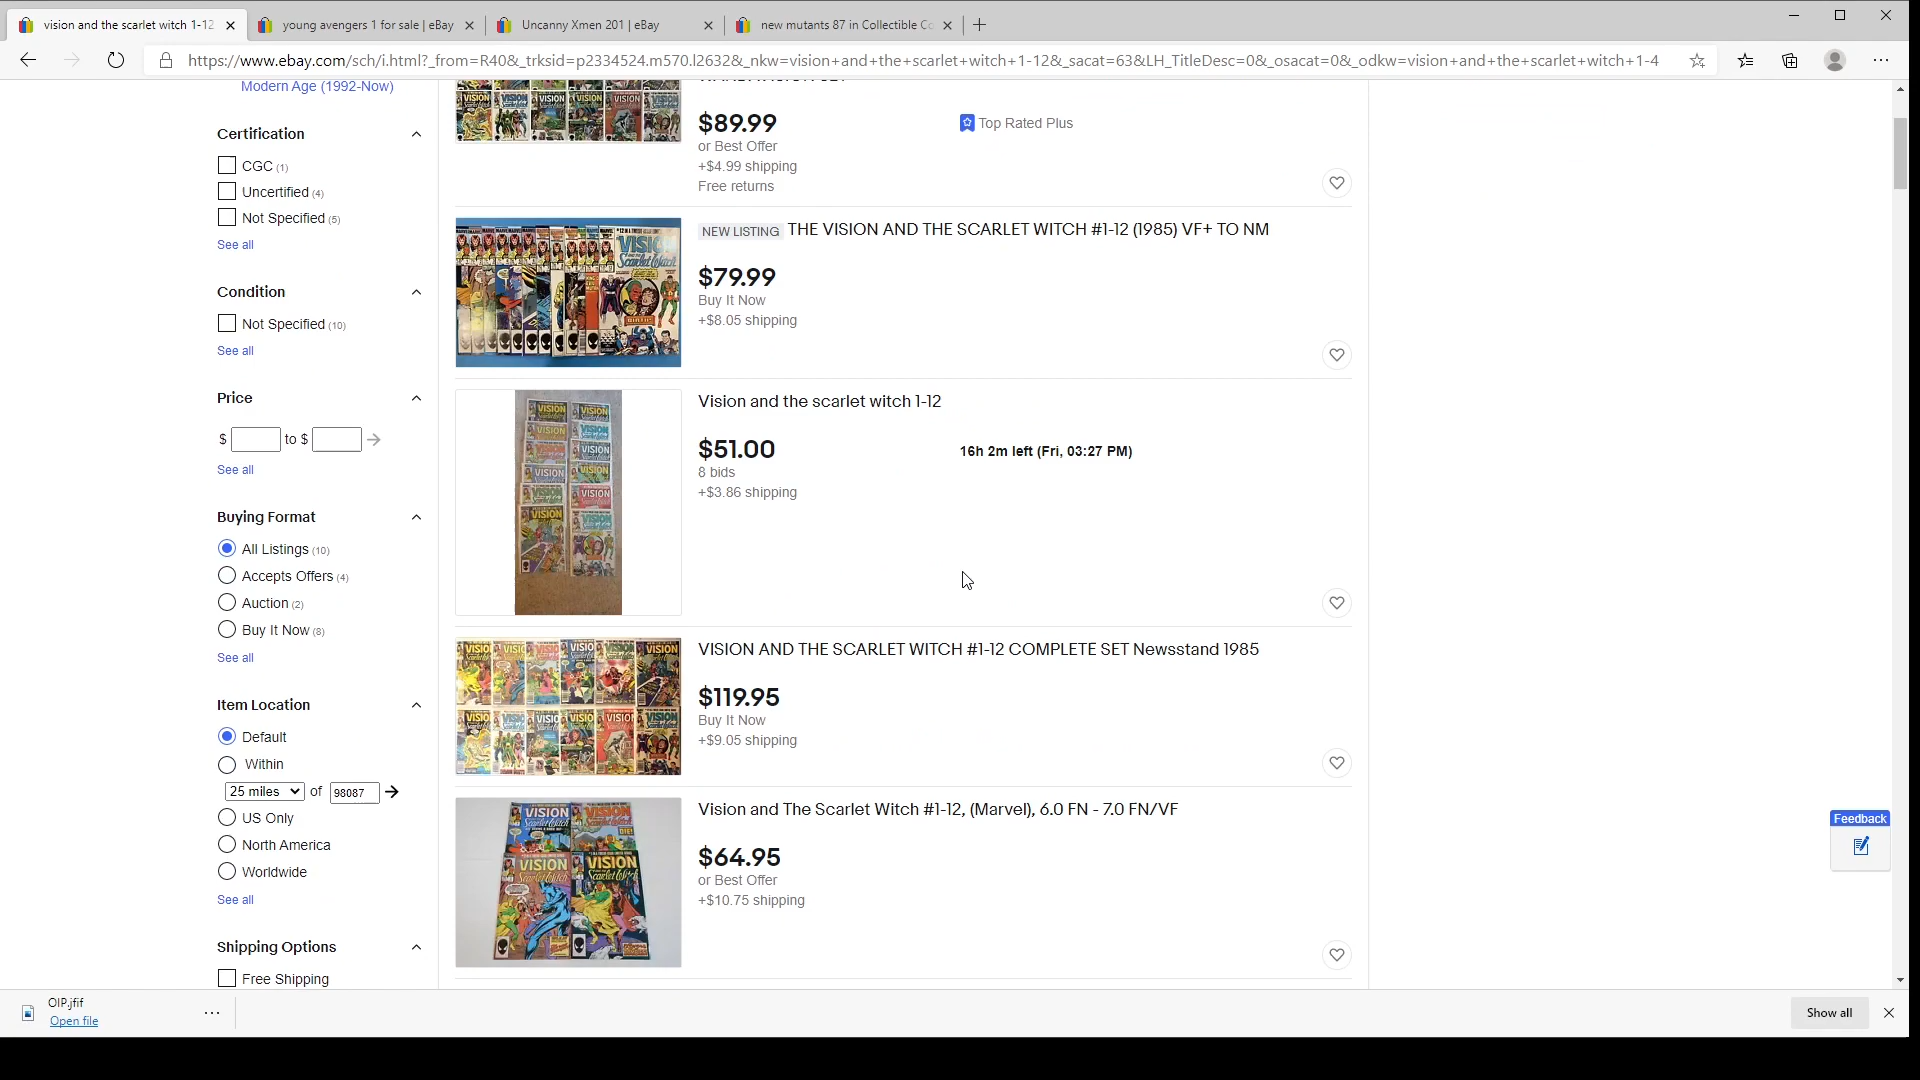 vision and the scarlet witch 1-12
young avengers 1 for sale | eBay
Uncanny Xmen 201 | eBay
new mutants 87 in Collectible Co
https://www.ebay.com/sch/i.html?_from=R40&_trksid=p2334524.m570.l2632&_nkw=vision+and+the+scarlet+witch+1-12&_sacat=63&LH_TitleDesc=0&_osacat=0&_odkw=vision+and+the+scarlet+witch+1-4
Modern Age (1992-Now)
Certification
CGC (1)
Uncertified (4)
Not Specified (5)
See all
Condition
Not Specified (10)
See all
Price
$ to $
See all
Buying Format
All Listings (10)
Accepts Offers (4)
Auction (2)
Buy It Now (8)
See all
Item Location
Default
Within
25 miles of 98087
US Only
North America
Worldwide
See all
Shipping Options
Free Shipping
$89.99
Top Rated Plus
or Best Offer
+$4.99 shipping
Free returns
NEW LISTING THE VISION AND THE SCARLET WITCH #1-12 (1985) VF+ TO NM
$79.99
Buy It Now
+$8.05 shipping
Vision and the scarlet witch 1-12
$51.00
16h 2m left (Fri, 03:27 PM)
8 bids
+$3.86 shipping
VISION AND THE SCARLET WITCH #1-12 COMPLETE SET Newsstand 1985
$119.95
Buy It Now
+$9.05 shipping
Vision and The Scarlet Witch #1-12, (Marvel), 6.0 FN - 7.0 FN/VF
$64.95
or Best Offer
+$10.75 shipping
Feedback
OIP.jfif
Open file
Show all